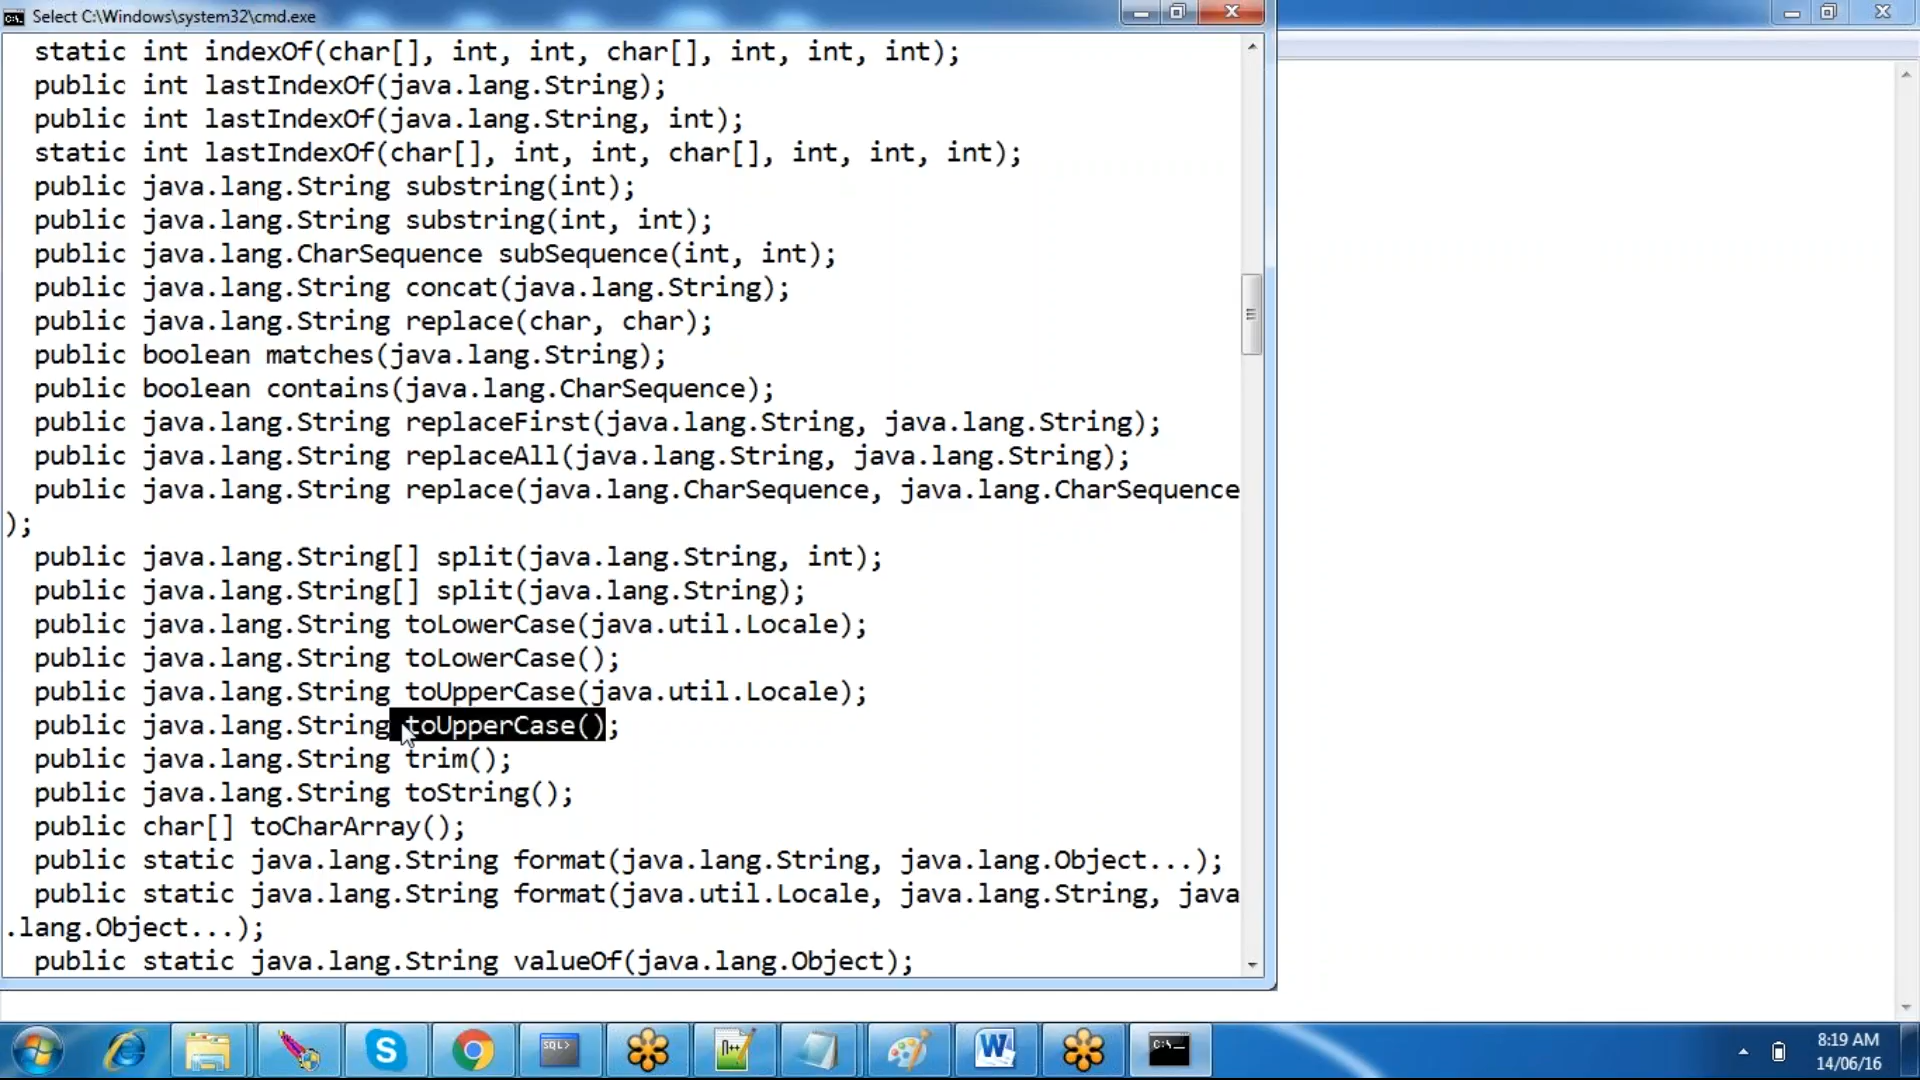 Select C:\Windows\system32\cmd.exe
static int indexOf(char[], int, int, char[], int, int, int);
public int lastIndexOf(java.lang.String);
public int lastIndexOf(java.lang.String, int);
static int lastIndexOf(char[], int, int, char[], int, int, int);
public java.lang.String substring(int);
public java.lang.String substring(int, int);
public java.lang.CharSequence subSequence(int, int);
public java.lang.String concat(java.lang.String);
public java.lang.String replace(char, char);
public boolean matches(java.lang.String);
public boolean contains(java.lang.CharSequence);
public java.lang.String replaceFirst(java.lang.String, java.lang.String);
public java.lang.String replaceAll(java.lang.String, java.lang.String);
public java.lang.String replace(java.lang.CharSequence, java.lang.CharSequence
);
public java.lang.String[] split(java.lang.String, int);
public java.lang.String[] split(java.lang.String);
public java.lang.String toLowerCase(java.util.Locale);
public java.lang.String toLowerCase();
public java.lang.String toUpperCase(java.util.Locale);
public java.lang.String toUpperCase();
public java.lang.String trim();
public java.lang.String toString();
public char[] toCharArray();
public static java.lang.String format(java.lang.String, java.lang.Object...);
public static java.lang.String format(java.util.Locale, java.lang.String, java
.lang.Object...);
public static java.lang.String valueOf(java.lang.Object);
SQL>
8:19 AM
14/06/16